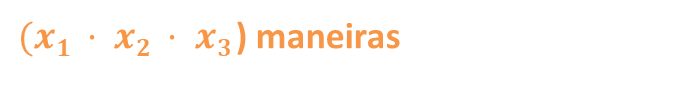 (x₁ · x₂ · x₃) maneiras